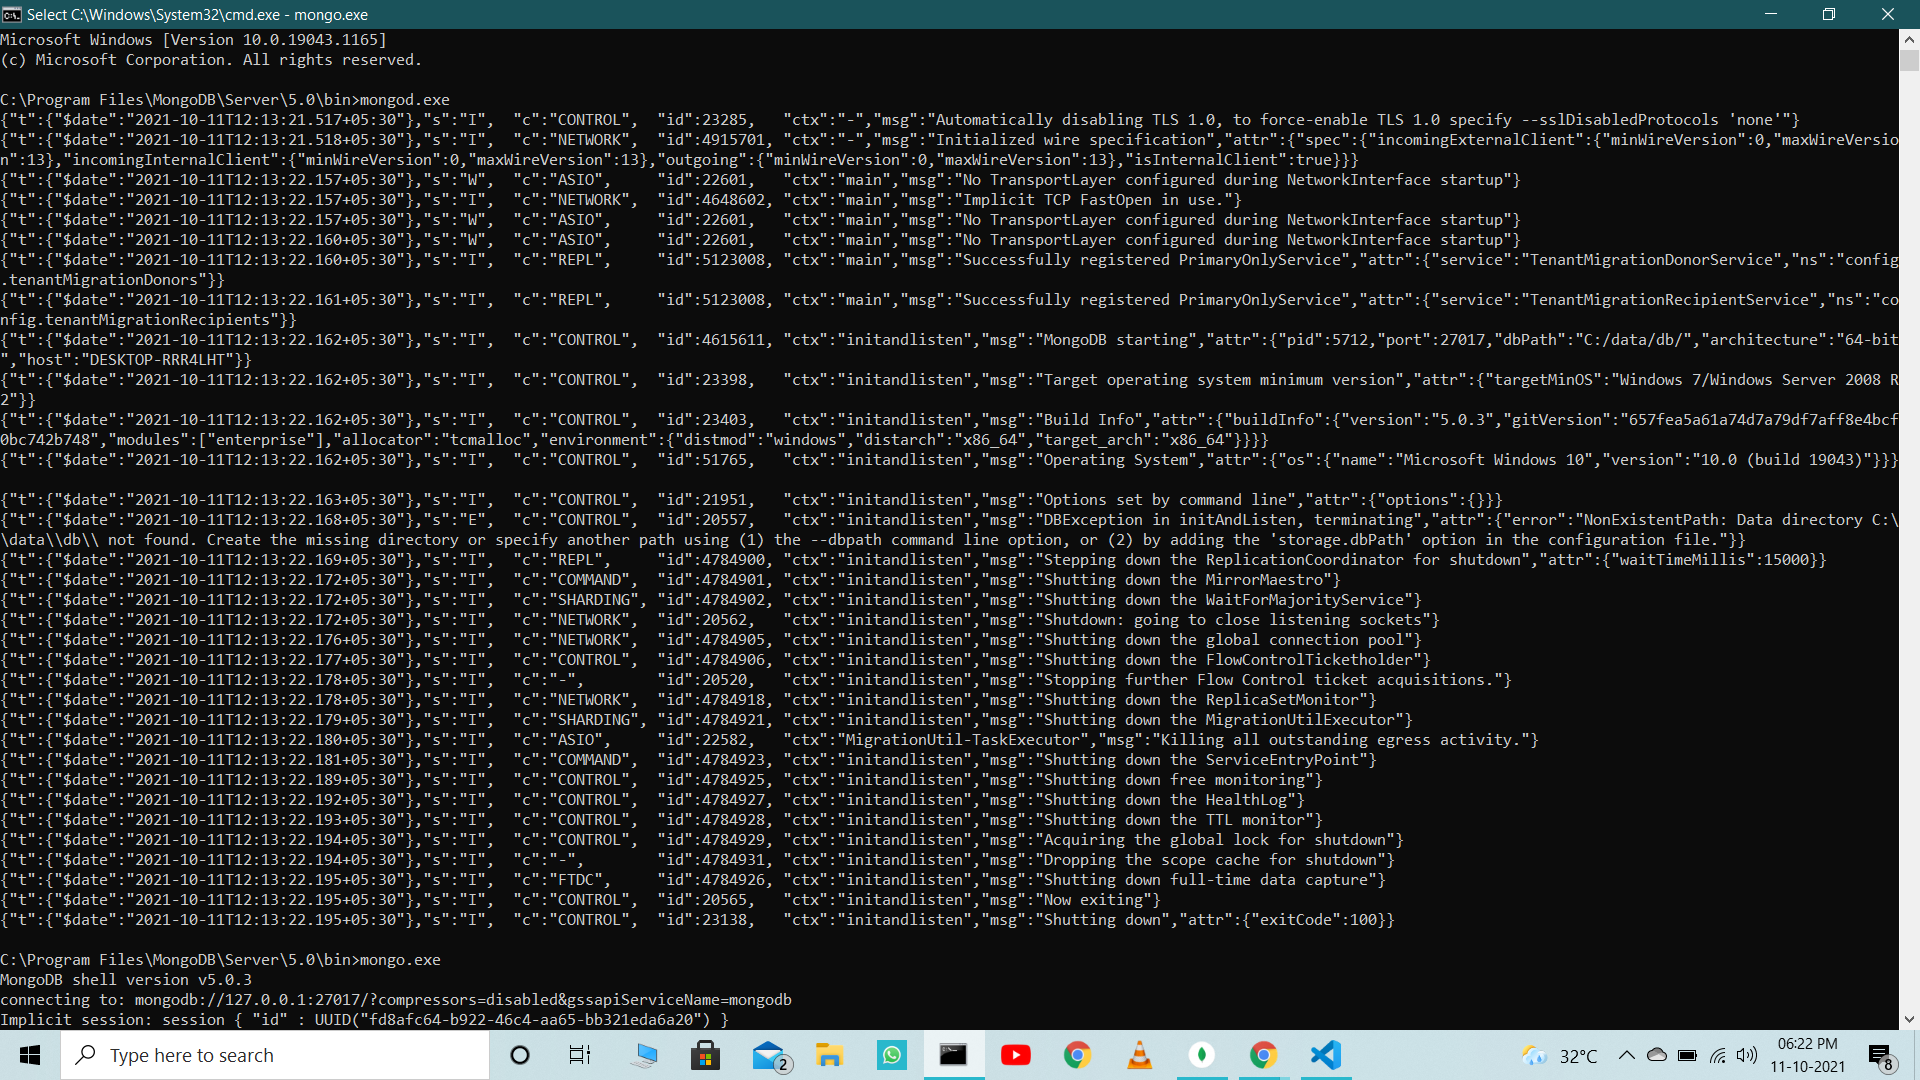 Select C:\Windows\System32\cmd.exe - mongo.exe
Microsoft Windows [Version 10.0.19043.1165]
(c) Microsoft Corporation. All rights reserved.
C:\Program Files\MongoDB\Server\5.0\bin>mongod.exe
{"t":{"$date":"2021-10-11T12:13:21.517+05:30"},"s":"I",  "c":"CONTROL",  "id":23285,   "ctx":"-","msg":"Automatically disabling TLS 1.0, to force-enable TLS 1.0 specify --sslDisabledProtocols 'none'"}
{"t":{"$date":"2021-10-11T12:13:21.518+05:30"},"s":"I",  "c":"NETWORK",  "id":4915701, "ctx":"-","msg":"Initialized wire specification","attr":{"spec":{"incomingExternalClient":{"minWireVersion":0,"maxWireVersio
n":13},"incomingInternalClient":{"minWireVersion":0,"maxWireVersion":13},"outgoing":{"minWireVersion":0,"maxWireVersion":13},"isInternalClient":true}}}
{"t":{"$date":"2021-10-11T12:13:22.157+05:30"},"s":"W",  "c":"ASIO",     "id":22601,   "ctx":"main","msg":"No TransportLayer configured during NetworkInterface startup"}
{"t":{"$date":"2021-10-11T12:13:22.157+05:30"},"s":"I",  "c":"NETWORK",  "id":4648602, "ctx":"main","msg":"Implicit TCP FastOpen in use."}
{"t":{"$date":"2021-10-11T12:13:22.157+05:30"},"s":"W",  "c":"ASIO",     "id":22601,   "ctx":"main","msg":"No TransportLayer configured during NetworkInterface startup"}
{"t":{"$date":"2021-10-11T12:13:22.160+05:30"},"s":"W",  "c":"ASIO",     "id":22601,   "ctx":"main","msg":"No TransportLayer configured during NetworkInterface startup"}
{"t":{"$date":"2021-10-11T12:13:22.160+05:30"},"s":"I",  "c":"REPL",     "id":5123008, "ctx":"main","msg":"Successfully registered PrimaryOnlyService","attr":{"service":"TenantMigrationDonorService","ns":"config
.tenantMigrationDonors"}}
{"t":{"$date":"2021-10-11T12:13:22.161+05:30"},"s":"I",  "c":"REPL",     "id":5123008, "ctx":"main","msg":"Successfully registered PrimaryOnlyService","attr":{"service":"TenantMigrationRecipientService","ns":"co
nfig.tenantMigrationRecipients"}}
{"t":{"$date":"2021-10-11T12:13:22.162+05:30"},"s":"I",  "c":"CONTROL",  "id":4615611, "ctx":"initandlisten","msg":"MongoDB starting","attr":{"pid":5712,"port":27017,"dbPath":"C:/data/db/","architecture":"64-bit
","host":"DESKTOP-RRR4LHT"}}
{"t":{"$date":"2021-10-11T12:13:22.162+05:30"},"s":"I",  "c":"CONTROL",  "id":23398,   "ctx":"initandlisten","msg":"Target operating system minimum version","attr":{"targetMinOS":"Windows 7/Windows Server 2008 R
2"}}
{"t":{"$date":"2021-10-11T12:13:22.162+05:30"},"s":"I",  "c":"CONTROL",  "id":23403,   "ctx":"initandlisten","msg":"Build Info","attr":{"buildInfo":{"version":"5.0.3","gitVersion":"657fea5a61a74d7a79df7aff8e4bcf
0bc742b748","modules":["enterprise"],"allocator":"tcmalloc","environment":{"distmod":"windows","distarch":"x86_64","target_arch":"x86_64"}}}}
{"t":{"$date":"2021-10-11T12:13:22.162+05:30"},"s":"I",  "c":"CONTROL",  "id":51765,   "ctx":"initandlisten","msg":"Operating System","attr":{"os":{"name":"Microsoft Windows 10","version":"10.0 (build 19043)"}}}
{"t":{"$date":"2021-10-11T12:13:22.163+05:30"},"s":"I",  "c":"CONTROL",  "id":21951,   "ctx":"initandlisten","msg":"Options set by command line","attr":{"options":{}}}
{"t":{"$date":"2021-10-11T12:13:22.168+05:30"},"s":"E",  "c":"CONTROL",  "id":20557,   "ctx":"initandlisten","msg":"DBException in initAndListen, terminating","attr":{"error":"NonExistentPath: Data directory C:\
\data\\db\\ not found. Create the missing directory or specify another path using (1) the --dbpath command line option, or (2) by adding the 'storage.dbPath' option in the configuration file."}}
{"t":{"$date":"2021-10-11T12:13:22.169+05:30"},"s":"I",  "c":"REPL",     "id":4784900, "ctx":"initandlisten","msg":"Stepping down the ReplicationCoordinator for shutdown","attr":{"waitTimeMillis":15000}}
{"t":{"$date":"2021-10-11T12:13:22.172+05:30"},"s":"I",  "c":"COMMAND",  "id":4784901, "ctx":"initandlisten","msg":"Shutting down the MirrorMaestro"}
{"t":{"$date":"2021-10-11T12:13:22.172+05:30"},"s":"I",  "c":"SHARDING", "id":4784902, "ctx":"initandlisten","msg":"Shutting down the WaitForMajorityService"}
{"t":{"$date":"2021-10-11T12:13:22.172+05:30"},"s":"I",  "c":"NETWORK",  "id":20562,   "ctx":"initandlisten","msg":"Shutdown: going to close listening sockets"}
{"t":{"$date":"2021-10-11T12:13:22.176+05:30"},"s":"I",  "c":"NETWORK",  "id":4784905, "ctx":"initandlisten","msg":"Shutting down the global connection pool"}
{"t":{"$date":"2021-10-11T12:13:22.177+05:30"},"s":"I",  "c":"CONTROL",  "id":4784906, "ctx":"initandlisten","msg":"Shutting down the FlowControlTicketholder"}
{"t":{"$date":"2021-10-11T12:13:22.178+05:30"},"s":"I",  "c":"-",        "id":20520,   "ctx":"initandlisten","msg":"Stopping further Flow Control ticket acquisitions."}
{"t":{"$date":"2021-10-11T12:13:22.178+05:30"},"s":"I",  "c":"NETWORK",  "id":4784918, "ctx":"initandlisten","msg":"Shutting down the ReplicaSetMonitor"}
{"t":{"$date":"2021-10-11T12:13:22.179+05:30"},"s":"I",  "c":"SHARDING", "id":4784921, "ctx":"initandlisten","msg":"Shutting down the MigrationUtilExecutor"}
{"t":{"$date":"2021-10-11T12:13:22.180+05:30"},"s":"I",  "c":"ASIO",     "id":22582,   "ctx":"MigrationUtil-TaskExecutor","msg":"Killing all outstanding egress activity."}
{"t":{"$date":"2021-10-11T12:13:22.181+05:30"},"s":"I",  "c":"COMMAND",  "id":4784923, "ctx":"initandlisten","msg":"Shutting down the ServiceEntryPoint"}
{"t":{"$date":"2021-10-11T12:13:22.189+05:30"},"s":"I",  "c":"CONTROL",  "id":4784925, "ctx":"initandlisten","msg":"Shutting down free monitoring"}
{"t":{"$date":"2021-10-11T12:13:22.192+05:30"},"s":"I",  "c":"CONTROL",  "id":4784927, "ctx":"initandlisten","msg":"Shutting down the HealthLog"}
{"t":{"$date":"2021-10-11T12:13:22.193+05:30"},"s":"I",  "c":"CONTROL",  "id":4784928, "ctx":"initandlisten","msg":"Shutting down the TTL monitor"}
{"t":{"$date":"2021-10-11T12:13:22.194+05:30"},"s":"I",  "c":"CONTROL",  "id":4784929, "ctx":"initandlisten","msg":"Acquiring the global lock for shutdown"}
{"t":{"$date":"2021-10-11T12:13:22.194+05:30"},"s":"I",  "c":"-",        "id":4784931, "ctx":"initandlisten","msg":"Dropping the scope cache for shutdown"}
{"t":{"$date":"2021-10-11T12:13:22.195+05:30"},"s":"I",  "c":"FTDC",     "id":4784926, "ctx":"initandlisten","msg":"Shutting down full-time data capture"}
{"t":{"$date":"2021-10-11T12:13:22.195+05:30"},"s":"I",  "c":"CONTROL",  "id":20565,   "ctx":"initandlisten","msg":"Now exiting"}
{"t":{"$date":"2021-10-11T12:13:22.195+05:30"},"s":"I",  "c":"CONTROL",  "id":23138,   "ctx":"initandlisten","msg":"Shutting down","attr":{"exitCode":100}}
C:\Program Files\MongoDB\Server\5.0\bin>mongo.exe
MongoDB shell version v5.0.3
connecting to: mongodb://127.0.0.1:27017/?compressors=disabled&gssapiServiceName=mongodb
Implicit session: session { "id" : UUID("fd8afc64-b922-46c4-aa65-bb321eda6a20") }
Type here to search
2
32°C
06:22 PM
11-10-2021
8